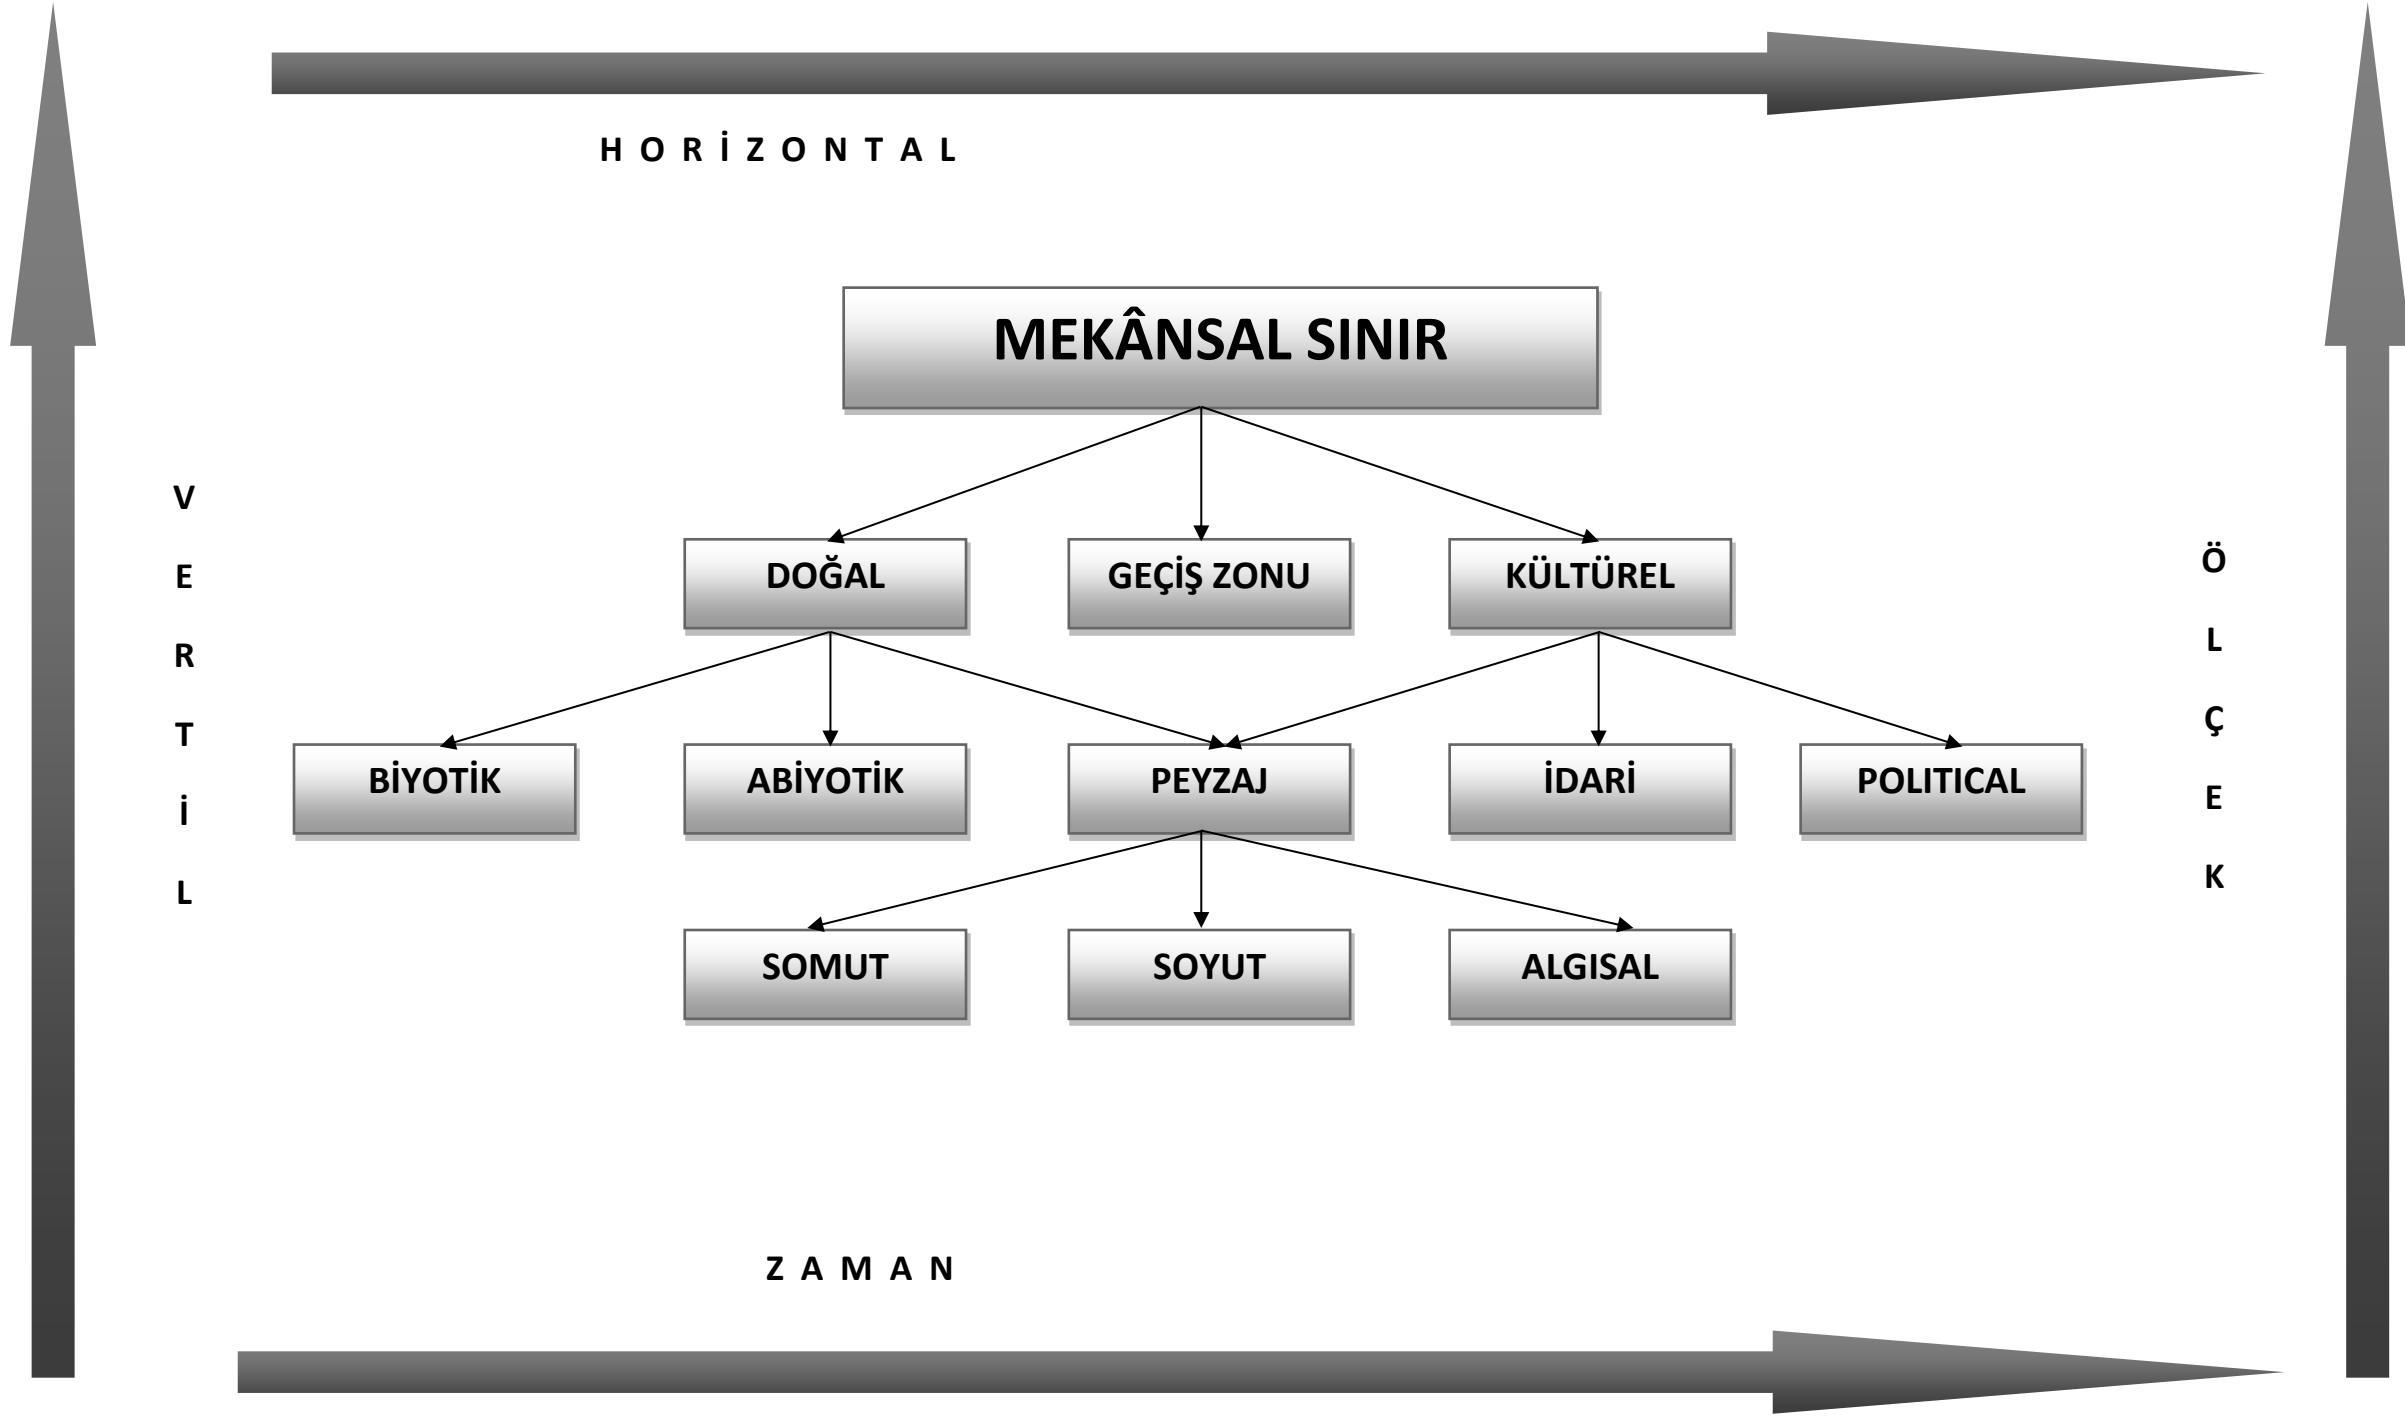 H O R İ Z O N T A L
MEKÂNSAL SINIR
V
E
R
T
İ
L
DOĞAL
GEÇİŞ ZONU
KÜLTÜREL
BİYOTİK
ABİYOTİK
PEYZAJ
İDARİ
POLITICAL
SOMUT
SOYUT
ALGISAL
Ö
L
Ç
E
K
Z A M A N